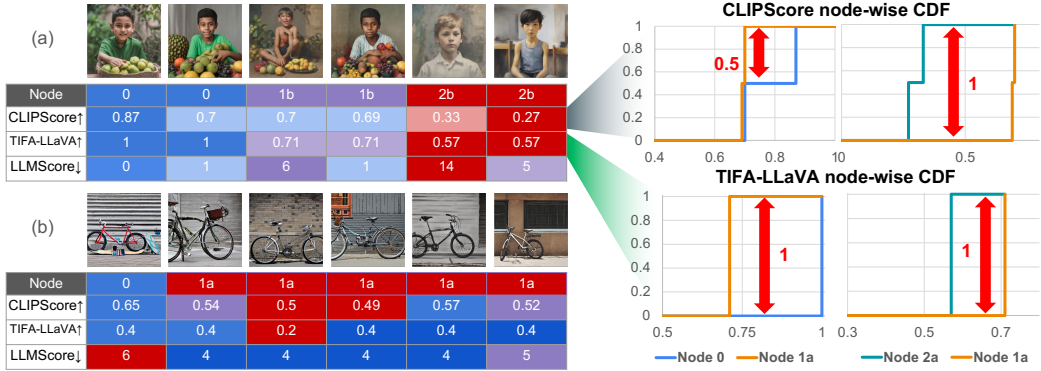 (a)
Node 0 0 1b 1b 2b 2b
CLIPScore↑ 0.87 0.7 0.7 0.69 0.33 0.27
TIFA-LLaVA↑ 1 1 0.71 0.71 0.57 0.57
LLMScore↓ 0 1 6 1 14 5
(b)
Node 0 1a 1a 1a 1a 1a
CLIPScore↑ 0.65 0.54 0.5 0.49 0.57 0.52
TIFA-LLaVA↑ 0.4 0.4 0.2 0.4 0.4 0.4
LLMScore↓ 6 4 4 4 4 5
CLIPScore node-wise CDF
1
0.8
0.6
0.4
0.2
0
0.4 0.6 0.8 1
0.5
0 0.5
1
TIFA-LLaVA node-wise CDF
1
0.8
0.6
0.4
0.2
0
0.5 0.75 1
1
0.3 0.5 0.7
1
Node 0 Node 1a
Node 2a Node 1a